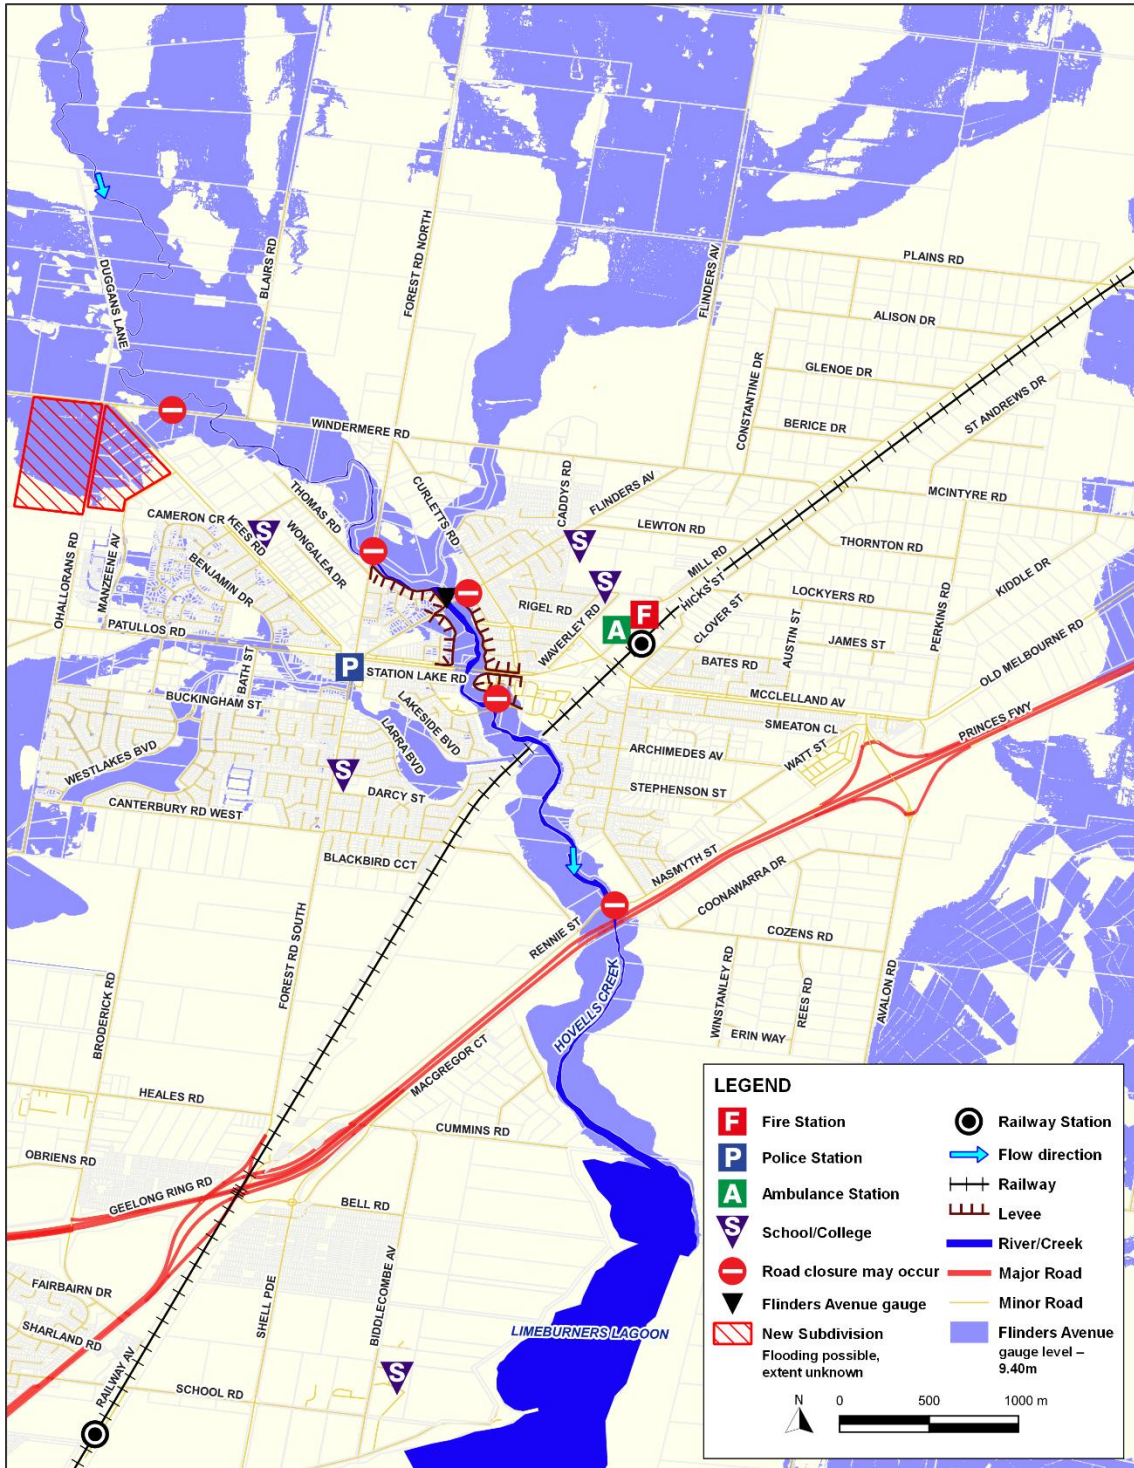 PLAINS RD
FLINDERS AV
FOREST RD NORTH
BLAIRS RD
DUGGANS LANE
ALISON DR
GLENOE DR
CONSTANTINE DR
ST ANDREWS DR
BERICE DR
WINDERMERE RD
MCINTYRE RD
CURLETTS RD
CADDYS RD
FLINDERS AV
LEWTON RD
THORNTON RD
THOMAS RD
WONGALEA DR
KEES RD
CAMERON CR
S
S
S
MILL RD
HICKS ST
KIDDLE DR
BENJAMIN DR
MANZEENE AV
OHALLORANS RD
RIGEL RD
WAVERLEY RD
LOCKYERS RD
CLOVER ST
AUSTIN ST
PERKINS RD
F
A
JAMES ST
OLD MELBOURNE RD
PATULLOS RD
P
STATION LAKE RD
BATES RD
BATH ST
BUCKINGHAM ST
MCCLELLAND AV
LAKESIDE BVD
LARRA BVD
SMEATON CL
PRINCES FWY
WATT ST
ARCHIMEDES AV
WESTLAKES BVD
S
DARCY ST
STEPHENSON ST
CANTERBURY RD WEST
BLACKBIRD CCT
NASMYTH ST
COONAWARRA DR
RENNIE ST
COZENS RD
FOREST RD SOUTH
BRODERICK RD
HOVELLS CREEK
WINSTANLEY RD
REES RD
AVALON RD
ERIN WAY
MACGREGOR CT
HEALES RD
CUMMINS RD
OBRIENS RD
GEELONG RING RD
BELL RD
BIDDLECOMBE AV
SHELL PDE
FAIRBAIRN DR
SHARLAND RD
RAILWAY AV
LIMEBURNERS LAGOON
S
SCHOOL RD
LEGEND
F Fire Station
P Police Station
A Ambulance Station
S School/College
Road closure may occur
Flinders Avenue gauge
New Subdivision
Flooding possible,
extent unknown
Railway Station
Flow direction
Railway
Levee
River/Creek
Major Road
Minor Road
Flinders Avenue
gauge level –
9.40m
N
0 500 1000 m